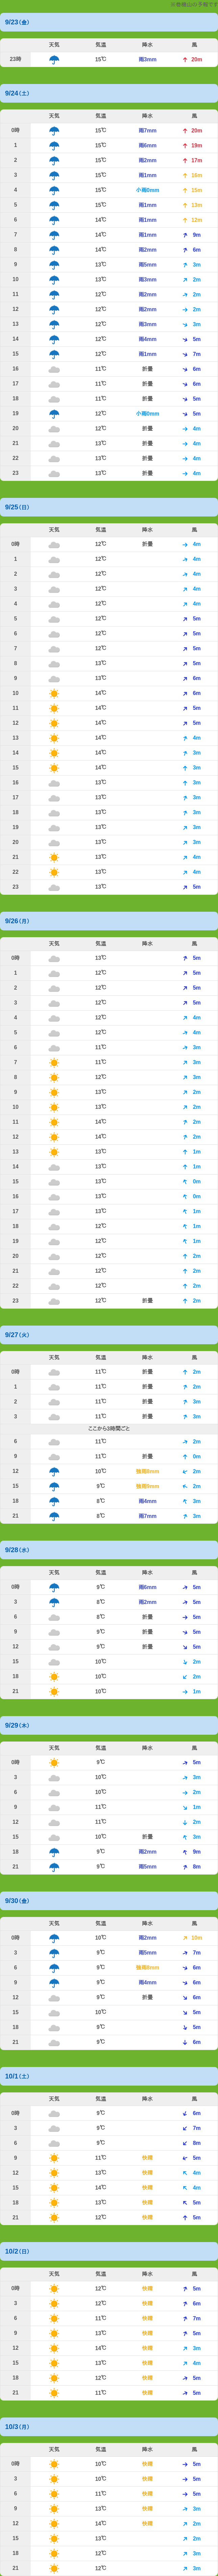 ※磐梯山の予報です
9/23(金)
天気 気温 降水 風
23時 15℃ 雨3mm 20m
9/24(土)
天気 気温 降水 風
0時 15℃ 雨7mm 20m
1 15℃ 雨6mm 19m
2 15℃ 雨2mm 17m
3 15℃ 雨1mm 16m
4 15℃ 小雨0mm 15m
5 15℃ 雨1mm 13m
6 14℃ 雨1mm 12m
7 14℃ 雨1mm 9m
8 14℃ 雨2mm 6m
9 13℃ 雨5mm 3m
10 13℃ 雨3mm 2m
11 12℃ 雨2mm 2m
12 12℃ 雨2mm 2m
13 12℃ 雨3mm 3m
14 12℃ 雨4mm 5m
15 12℃ 雨1mm 7m
16 11℃ 折曇 6m
17 11℃ 折曇 6m
18 11℃ 折曇 5m
19 12℃ 小雨0mm 5m
20 12℃ 折曇 4m
21 13℃ 折曇 4m
22 13℃ 折曇 4m
23 13℃ 折曇 4m
9/25(日)
天気 気温 降水 風
0時 12℃ 折曇 4m
1 12℃ 4m
2 12℃ 4m
3 12℃ 4m
4 12℃ 4m
5 12℃ 5m
6 12℃ 5m
7 12℃ 5m
8 13℃ 5m
9 13℃ 6m
10 14℃ 6m
11 14℃ 5m
12 14℃ 5m
13 14℃ 4m
14 14℃ 3m
15 14℃ 3m
16 13℃ 3m
17 13℃ 3m
18 13℃ 3m
19 13℃ 3m
20 13℃ 3m
21 13℃ 4m
22 13℃ 4m
23 13℃ 5m
9/26(月)
天気 気温 降水 風
0時 13℃ 5m
1 12℃ 5m
2 12℃ 5m
3 12℃ 5m
4 12℃ 4m
5 12℃ 4m
6 11℃ 3m
7 11℃ 3m
8 12℃ 3m
9 13℃ 2m
10 13℃ 2m
11 14℃ 2m
12 14℃ 2m
13 13℃ 1m
14 13℃ 1m
15 13℃ 0m
16 13℃ 0m
17 13℃ 1m
18 12℃ 1m
19 12℃ 1m
20 12℃ 2m
21 12℃ 2m
22 12℃ 2m
23 12℃ 折曇 2m
9/27(火)
天気 気温 降水 風
0時 11℃ 折曇 2m
1 11℃ 折曇 2m
2 11℃ 折曇 3m
3 11℃ 折曇 3m
ここから3時間ごと
6 11℃ 2m
9 11℃ 折曇 0m
12 10℃ 強雨8mm 2m
15 9℃ 強雨9mm 2m
18 8℃ 雨4mm 3m
21 8℃ 雨7mm 3m
9/28(水)
天気 気温 降水 風
0時 9℃ 雨6mm 5m
3 8℃ 雨2mm 5m
6 8℃ 折曇 5m
9 9℃ 折曇 5m
12 9℃ 折曇 5m
15 10℃ 2m
18 10℃ 2m
21 10℃ 1m
9/29(木)
天気 気温 降水 風
0時 9℃ 5m
3 10℃ 3m
6 10℃ 2m
9 11℃ 1m
12 11℃ 2m
15 10℃ 折曇 3m
18 9℃ 雨2mm 9m
21 9℃ 雨5mm 8m
9/30(金)
天気 気温 降水 風
0時 10℃ 雨2mm 10m
3 9℃ 雨5mm 7m
6 9℃ 強雨8mm 6m
9 9℃ 雨4mm 6m
12 9℃ 折曇 6m
15 10℃ 5m
18 9℃ 5m
21 9℃ 6m
10/1(土)
天気 気温 降水 風
0時 9℃ 6m
3 9℃ 7m
6 9℃ 8m
9 11℃ 快晴 5m
12 13℃ 快晴 4m
15 14℃ 快晴 4m
18 13℃ 快晴 5m
21 12℃ 快晴 5m
10/2(日)
天気 気温 降水 風
0時 12℃ 快晴 5m
3 12℃ 快晴 6m
6 11℃ 快晴 7m
9 13℃ 快晴 5m
12 14℃ 快晴 3m
15 13℃ 快晴 4m
18 12℃ 快晴 5m
21 11℃ 快晴 5m
10/3(月)
天気 気温 降水 風
0時 10℃ 快晴 5m
3 10℃ 快晴 5m
6 11℃ 快晴 5m
9 13℃ 快晴 3m
12 14℃ 快晴 2m
15 13℃ 2m
18 12℃ 3m
21 12℃ 3m